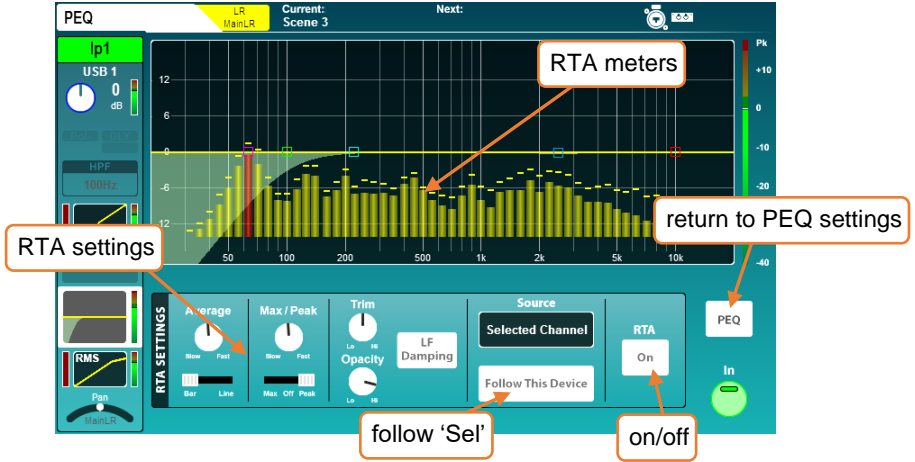 PEQ
LR
MainLR
Current:
Scene 3
Next:
Ip1
USB 1
0
dB
HPF
100Hz
RMS
Pan
MainLR
12
6
0
-6
-12
50
100
200
500
1k
2k
5k
10k
Pk
+10
0
-10
-20
-40
RTA meters
RTA settings
return to PEQ settings
RTA SETTINGS
Average
Slow
Fast
Bar
Line
Max / Peak
Slow
Fast
Max
Off
Peak
Trim
Lo
Hi
Opacity
Lo
Hi
LF
Damping
Source
Selected Channel
Follow This Device
RTA
On
PEQ
In
follow ‘Sel’
on/off